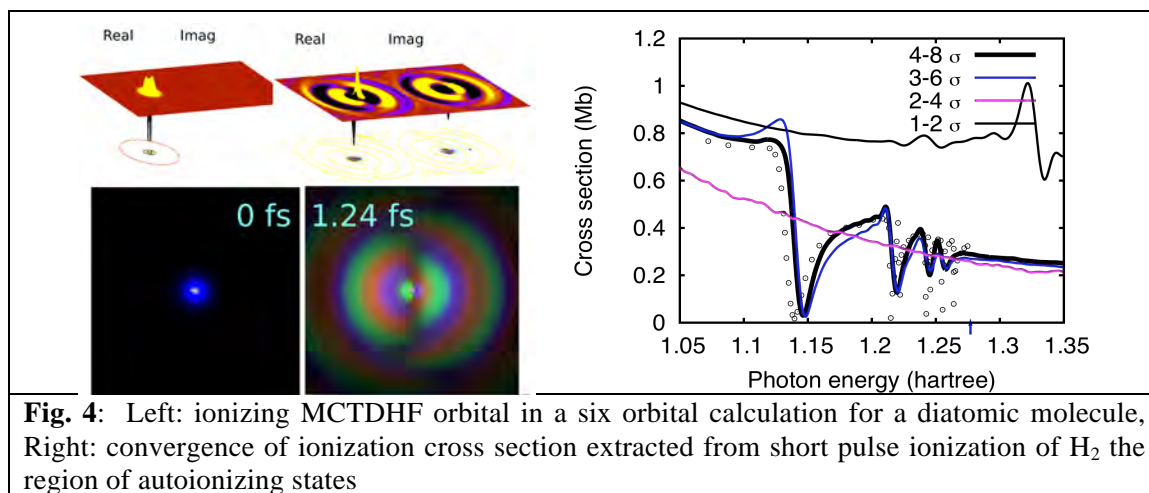 Real Imag Real Imag
0 fs 1.24 fs
1.2
1
0.8
0.6
0.4
0.2
0
Cross section (Mb)
4-8 σ
3-6 σ
2-4 σ
1-2 σ
1.05 1.1 1.15 1.2 1.25 1.3 1.35
Photon energy (hartree)
Fig. 4: Left: ionizing MCTDHF orbital in a six orbital calculation for a diatomic molecule,
Right: convergence of ionization cross section extracted from short pulse ionization of H₂ the
region of autoionizing states